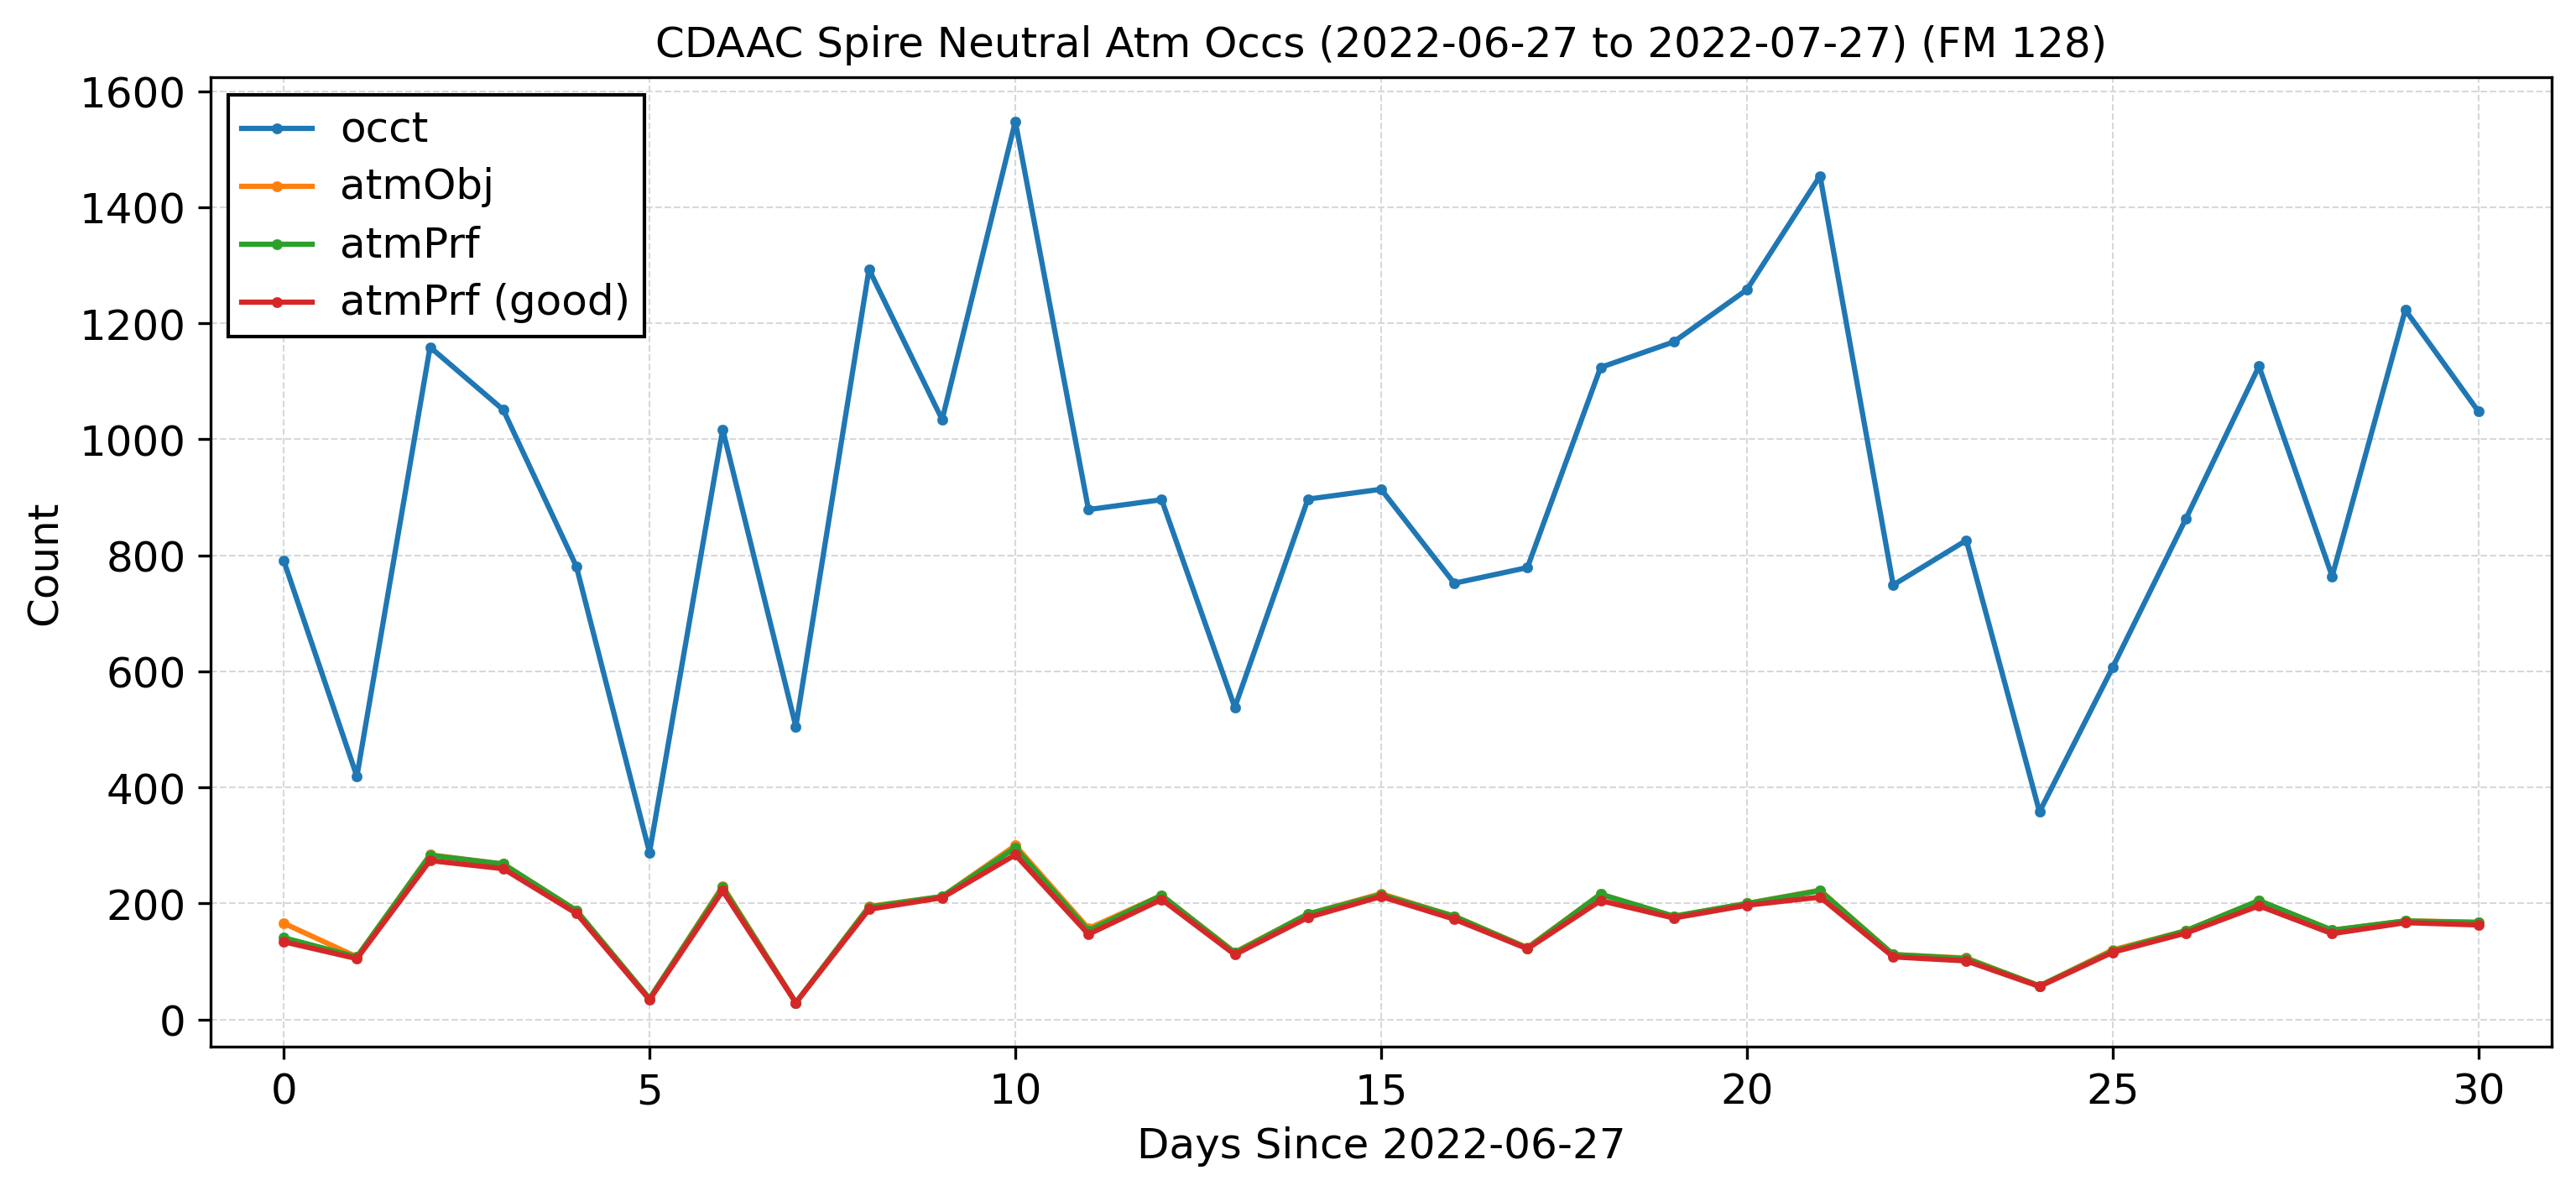 CDAAC Spire Neutral Atm Occs (2022-06-27 to 2022-07-27) (FM 128)
1600
1400
1200
1000
800
600
400
200
0
Count
occt
atmObj
atmPrf
atmPrf (good)
0 5 10 15 20 25 30
Days Since 2022-06-27